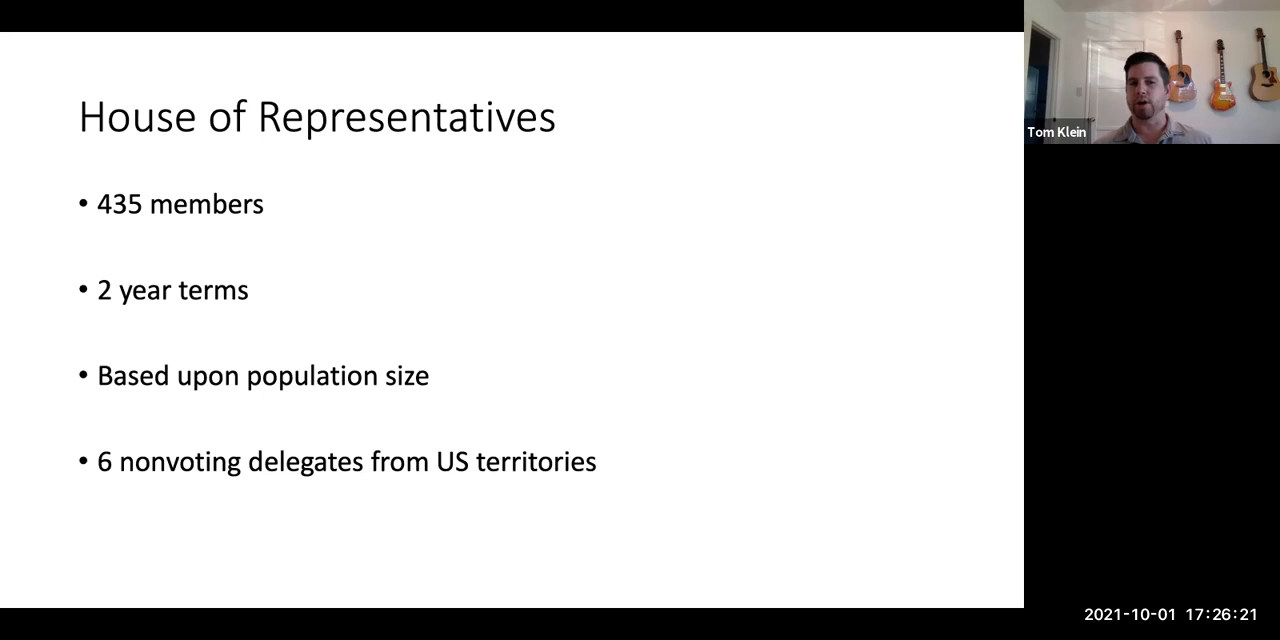 House of Representatives
• 435 members
• 2 year terms
• Based upon population size
• 6 nonvoting delegates from US territories
Tom Klein
2021-10-01 17:26:21